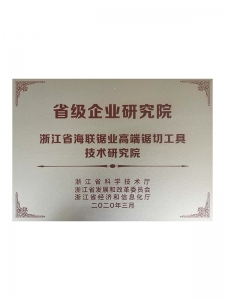 省级企业研究院
浙江省海联锯业高端锯切工具
技术研究院
浙江省科学技术厅
浙江省发展和改革委员会
浙江省经济和信息化厅
二〇二〇年三月